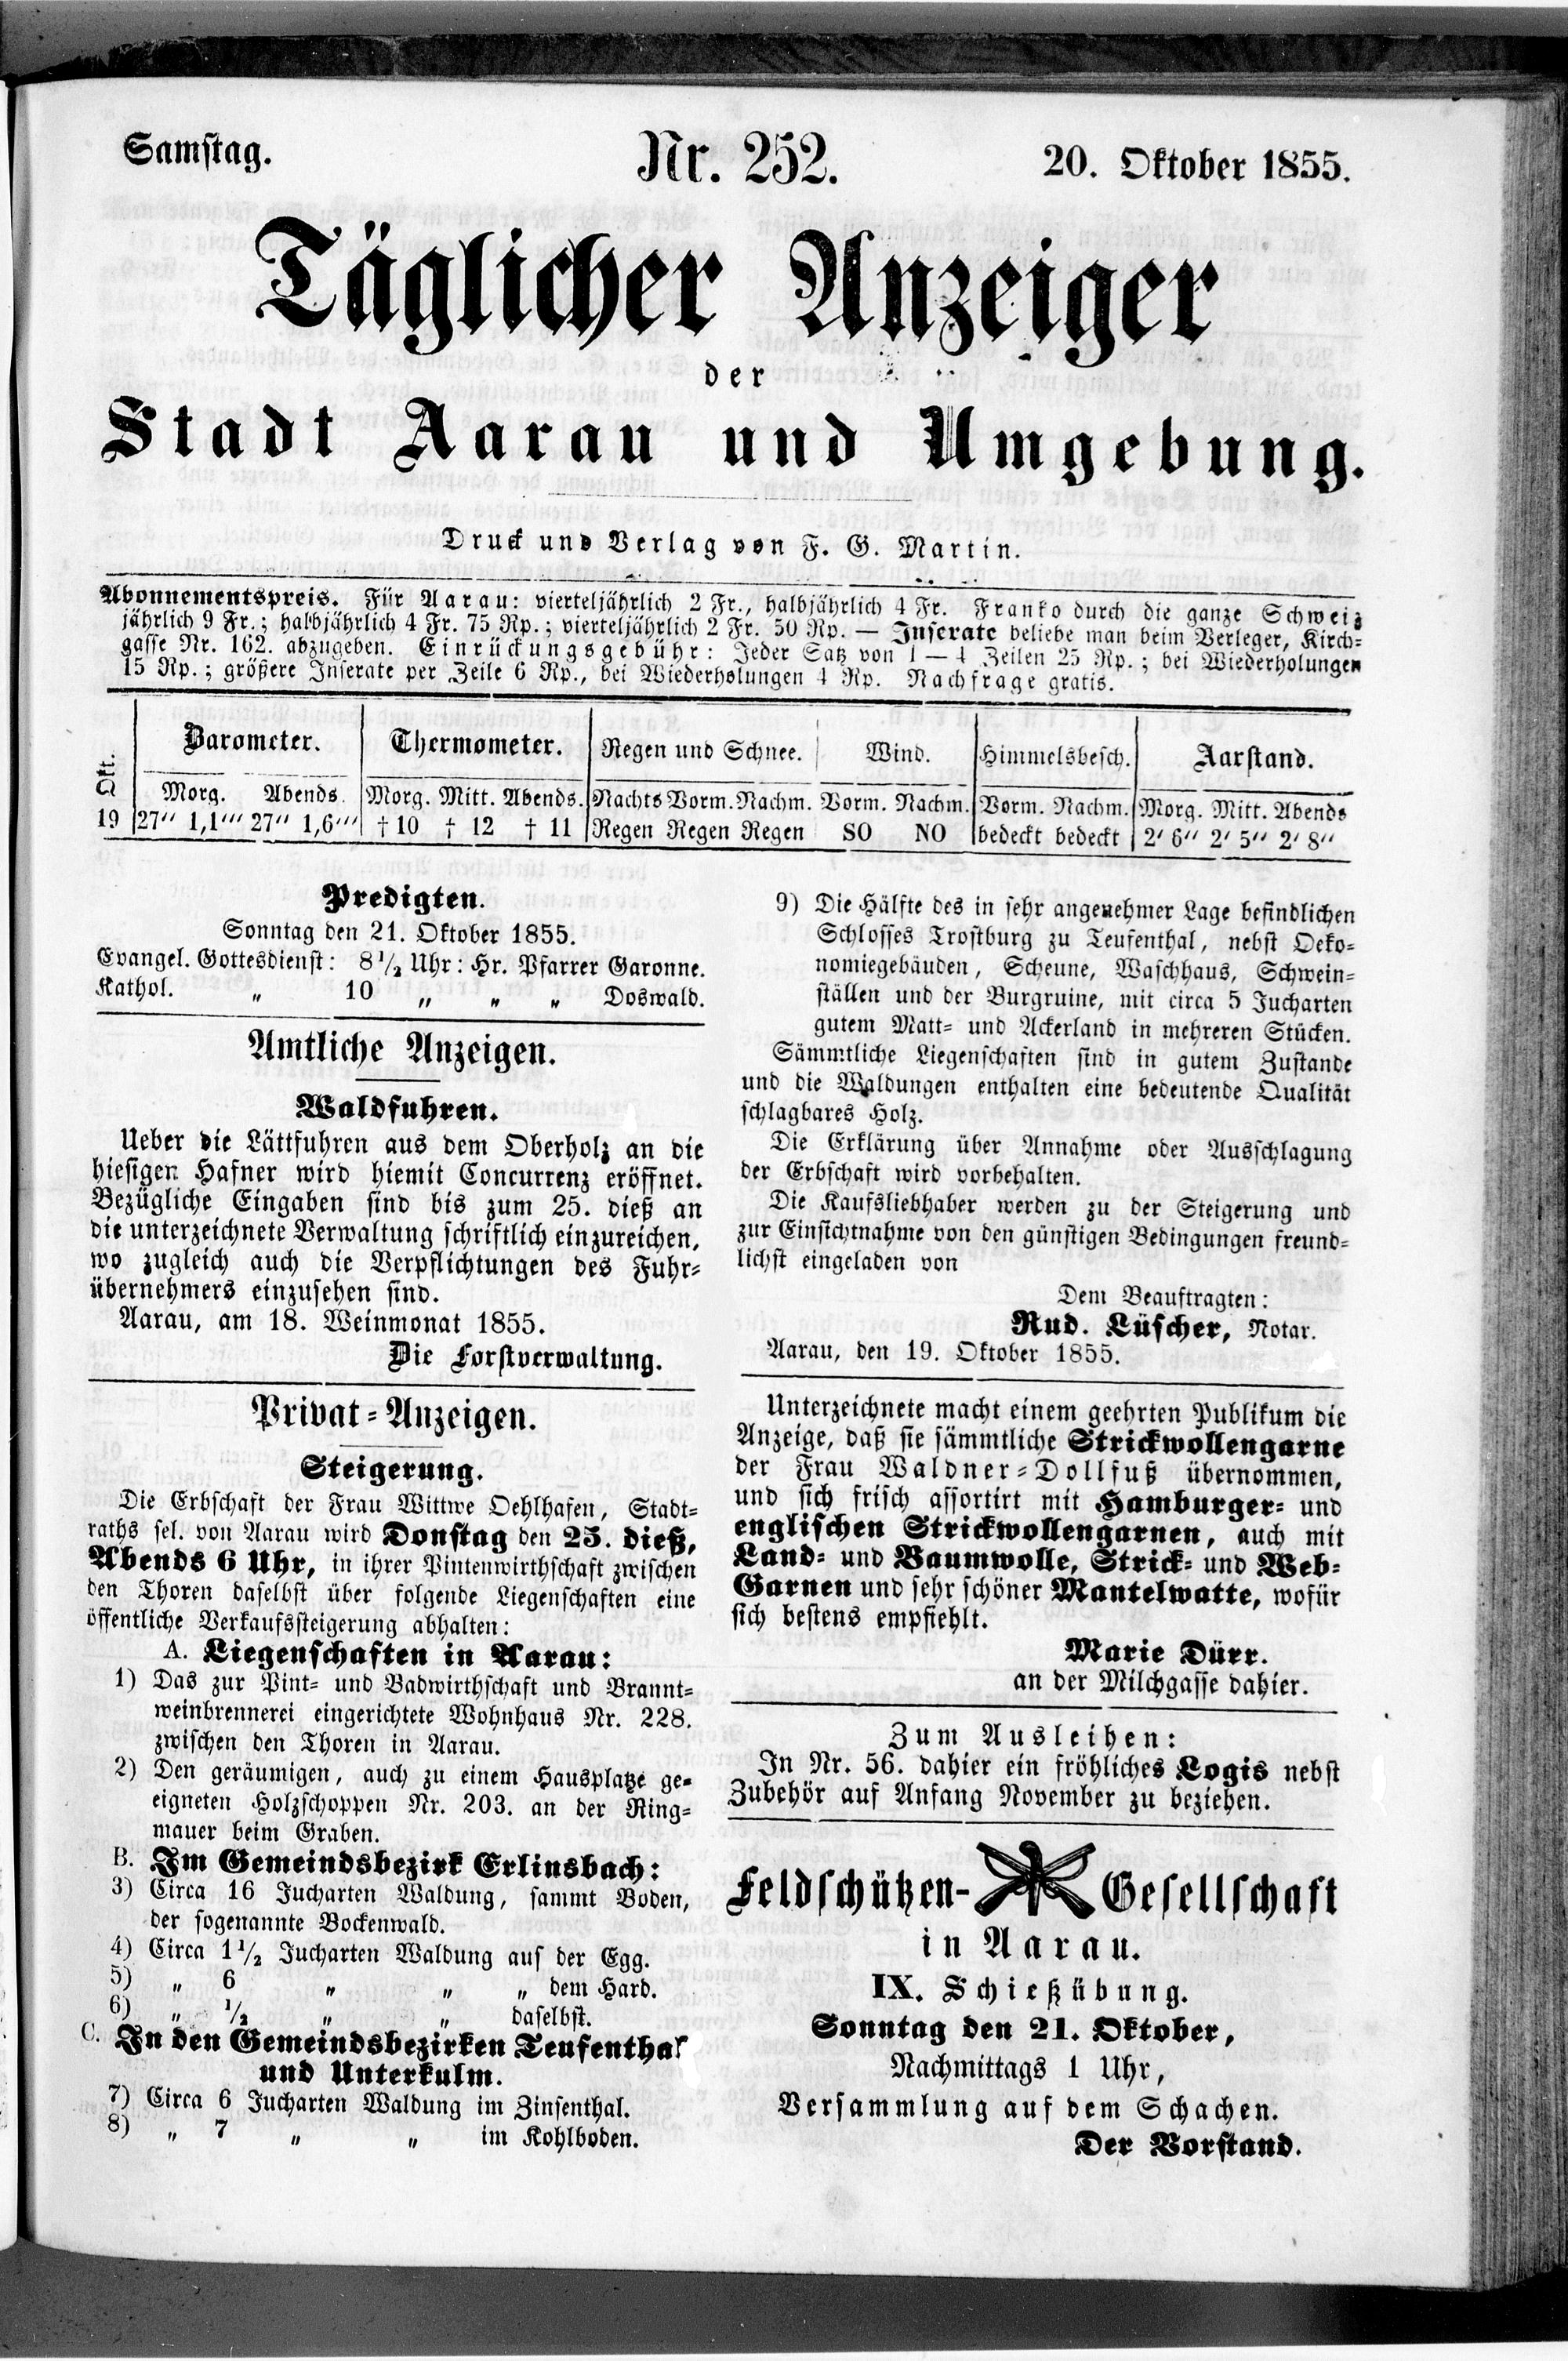 Samstag. Nr. 252. 20. Oktober 1855.
Täglicher Anzeiger
der
Stadt Aarau und Umgebung.
Druck und Verlag von F. G. Martin.
Abonnementspreis. Für Aarau: vierteljährlich 2 Fr., halbjährlich 4 Fr. Franko durch die ganze Schweiz
jährlich 9 Fr.; halbjährlich 4 Fr. 75 Rp.; vierteljährlich 2 Fr. 50 Rp. — Inserate beliebe man beim Verleger, Kirch-
gasse Nr. 162. abzugeben. Einrückungsgebühr: Jeder Satz von 1—4 Zeilen 25 Rp.; bei Wiederholungen
15 Rp.; größere Inserate per Zeile 6 Rp., bei Wiederholungen 4 Rp. Nachfrage gratis.
Okt. Barometer. Thermometer. Regen und Schnee. Wind. Himmelsbesch. Aarstand.
Morg. Abends. Morg. Mitt. Abends. Nachts Vorm. Nachm. Vorm. Nachm. Vorm. Nachm. Morg. Mitt. Abends
19 27'' 1,1''' 27'' 1,6''' † 10 † 12 † 11 Regen Regen Regen SO NO bedeckt bedeckt 2' 6'' 2' 5'' 2' 8''
Predigten.
Sonntag den 21. Oktober 1855.
Evangel. Gottesdienst: 8 1/2 Uhr: Hr. Pfarrer Garonne.
Kathol. „ 10 „ „ „ Doswald.
Amtliche Anzeigen.
Waldfuhren.
Ueber die Lättfuhren aus dem Oberholz an die
hiesigen Hafner wird hiemit Concurrenz eröffnet.
Bezügliche Eingaben sind bis zum 25. dieß an
die unterzeichnete Verwaltung schriftlich einzureichen,
wo zugleich auch die Verpflichtungen des Fuhr-
übernehmers einzusehen sind.
Aarau, am 18. Weinmonat 1855.
Die Forstverwaltung.
Privat-Anzeigen.
Steigerung.
Die Erbschaft der Frau Wittwe Oehlhafen, Stadt-
raths sel. von Aarau wird Donstag den 25. dieß,
Abends 6 Uhr, in ihrer Pintenwirthschaft zwischen
den Thoren daselbst über folgende Liegenschaften eine
öffentliche Verkaufssteigerung abhalten:
A. Liegenschaften in Aarau:
1) Das zur Pint- und Badwirthschaft und Brannt-
weinbrennerei eingerichtete Wohnhaus Nr. 228.
zwischen den Thoren in Aarau.
2) Den geräumigen, auch zu einem Hausplatze ge-
eigneten Holzschoppen Nr. 203. an der Ring-
mauer beim Graben.
B. Im Gemeindsbezirk Erlinsbach:
3) Circa 16 Jucharten Waldung, sammt Boden,
der sogenannte Bockenwald.
4) Circa 1 1/2 Jucharten Waldung auf der Egg.
5) „ 6 „ „ „ dem Hard.
6) „ 1/2 „ „ daselbst.
C. In den Gemeindsbezirken Teufenthal
und Unterkulm.
7) Circa 6 Jucharten Waldung im Zinsenthal.
8) „ 7 „ „ im Kohlboden.
9) Die Hälfte des in sehr angenehmer Lage befindlichen
Schlosses Trostburg zu Teufenthal, nebst Oeko-
nomiegebäuden, Scheune, Waschhaus, Schwein-
ställen und der Burgruine, mit circa 5 Jucharten
gutem Matt- und Ackerland in mehreren Stücken.
Sämmtliche Liegenschaften sind in gutem Zustande
und die Waldungen enthalten eine bedeutende Qualität
schlagbares Holz.
Die Erklärung über Annahme oder Ausschlagung
der Erbschaft wird vorbehalten.
Die Kaufsliebhaber werden zu der Steigerung und
zur Einsichtnahme von den günstigen Bedingungen freund-
lichst eingeladen von
Dem Beauftragten:
Rud. Lüscher, Notar.
Aarau, den 19. Oktober 1855.
Unterzeichnete macht einem geehrten Publikum die
Anzeige, daß sie sämmtliche Strickwollengarne
der Frau Waldner-Dollfuß übernommen,
und sich frisch assortirt mit Hamburger- und
englischen Strickwollengarnen, auch mit
Land- und Baumwolle, Strick- und Web-
Garnen und sehr schöner Mantelwatte, wofür
sich bestens empfiehlt.
Marie Dürr.
an der Milchgasse dahier.
Zum Ausleihen:
In Nr. 56. dahier ein fröhliches Logis nebst
Zubehör auf Anfang November zu beziehen.
Feldschützen-Gesellschaft
in Aarau.
IX. Schießübung.
Sonntag den 21. Oktober,
Nachmittags 1 Uhr,
Versammlung auf dem Schachen.
Der Vorstand.